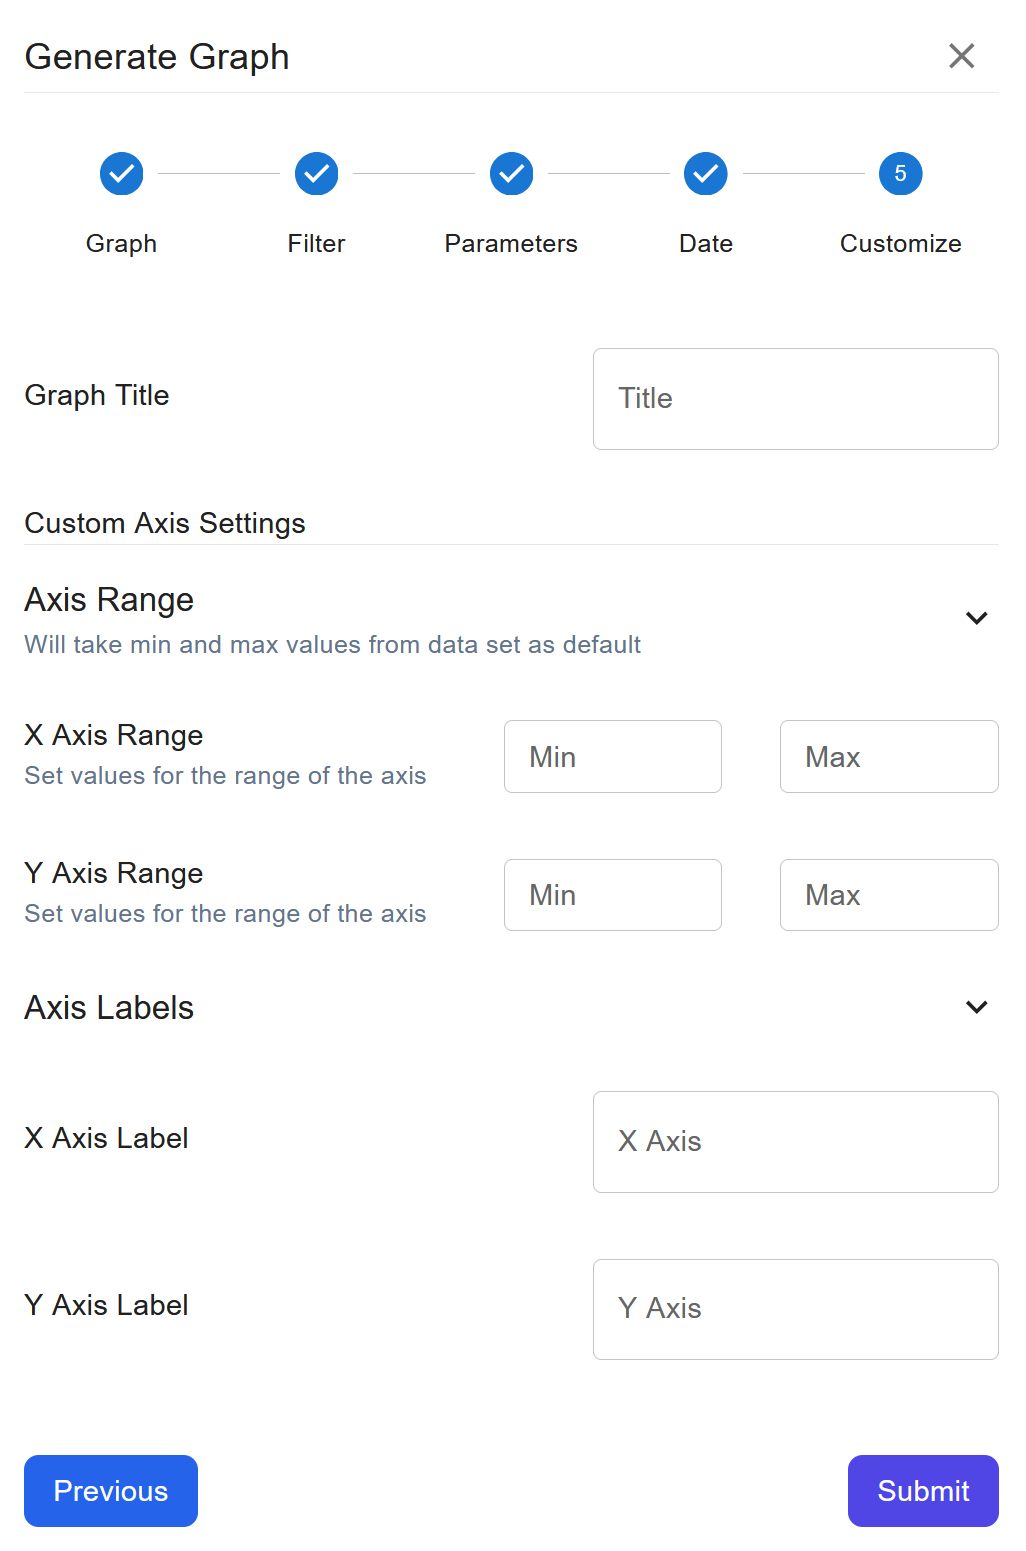 Generate Graph
5
Graph Filter Parameters Date Customize
Graph Title
Title
Custom Axis Settings
Axis Range
Will take min and max values from data set as default
X Axis Range
Set values for the range of the axis
Min Max
Y Axis Range
Set values for the range of the axis
Min Max
Axis Labels
X Axis Label
X Axis
Y Axis Label
Y Axis
Previous Submit